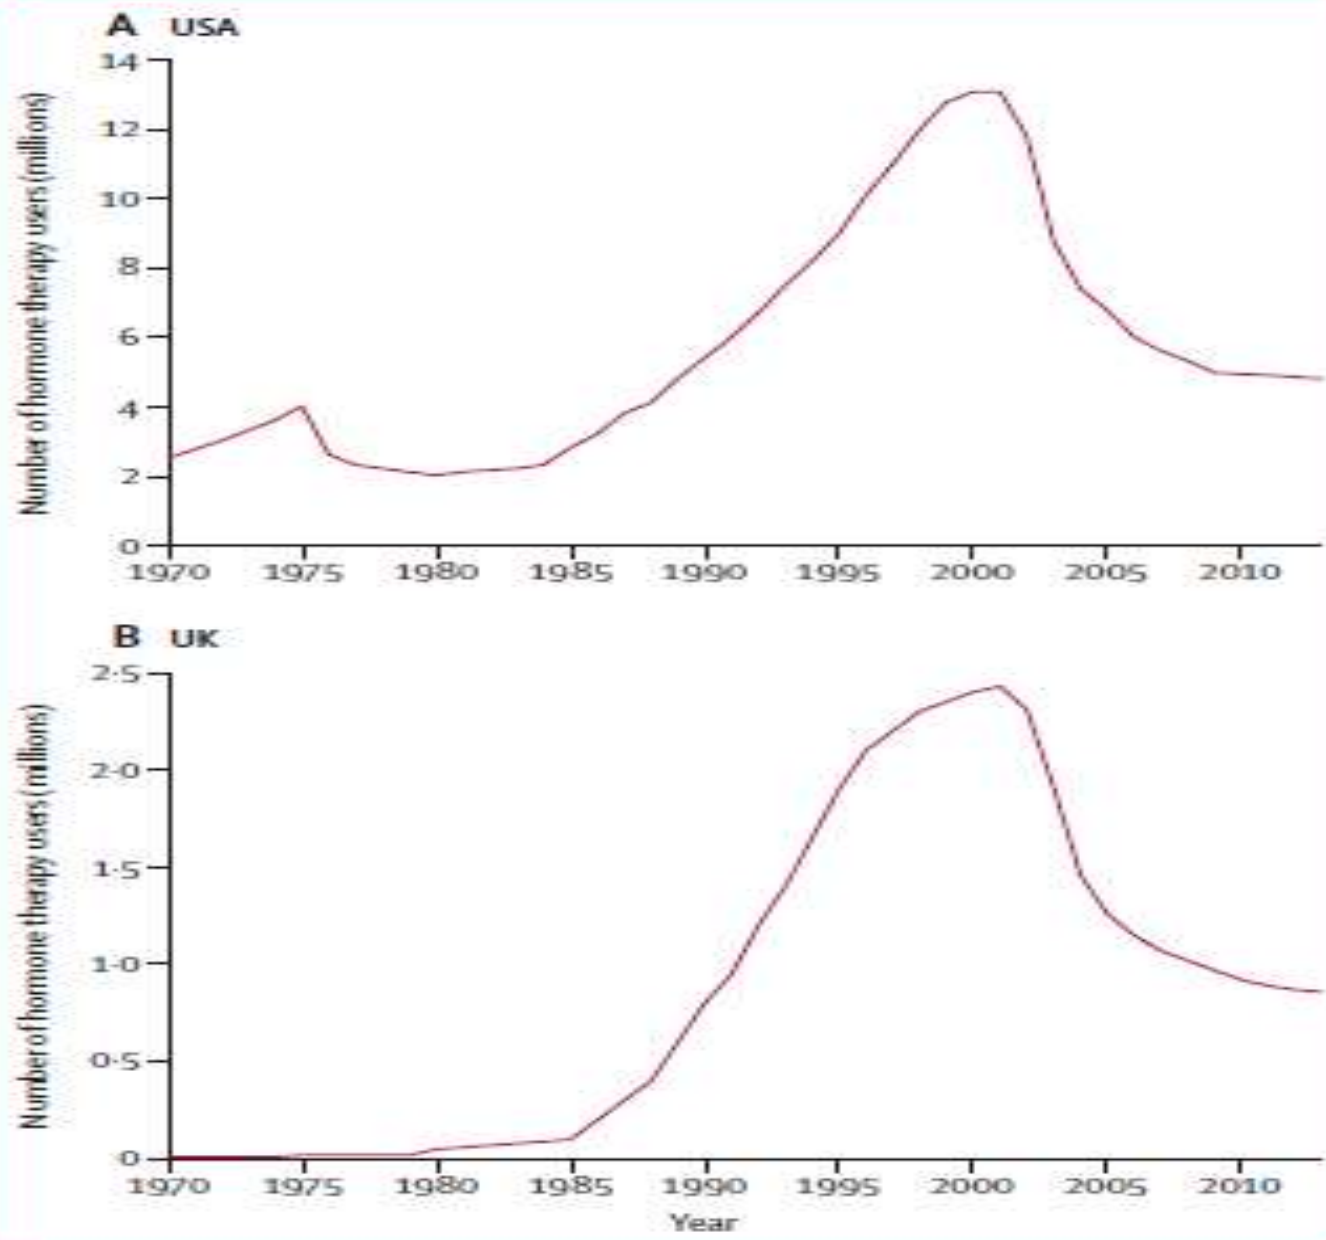 A USA
Number of hormone therapy users (millions)
14
12
10
8
6
4
2
0
1970 1975 1980 1985 1990 1995 2000 2005 2010
B UK
Number of hormone therapy users (millions)
2·5
2·0
1·5
1·0
0·5
0
1970 1975 1980 1985 1990 1995 2000 2005 2010
Year